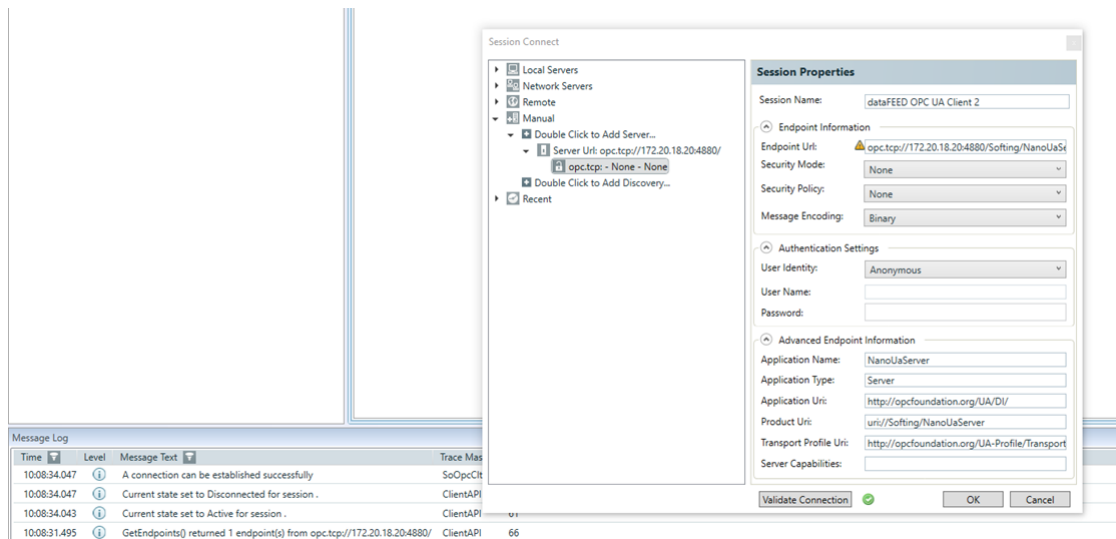 Session Connect
Local Servers
Network Servers
Remote
Manual
Double Click to Add Server...
Server Url: opc.tcp://172.20.18.20:4880/
opc.tcp: - None - None
Double Click to Add Discovery...
Recent
Session Properties
Session Name: dataFEED OPC UA Client 2
Endpoint Information
Endpoint Url: opc.tcp://172.20.18.20:4880/Softing/NanoUaSe
Security Mode: None
Security Policy: None
Message Encoding: Binary
Authentication Settings
User Identity: Anonymous
User Name:
Password:
Advanced Endpoint Information
Application Name: NanoUaServer
Application Type: Server
Application Uri: http://opcfoundation.org/UA/DI/
Product Uri: uri://Softing/NanoUaServer
Transport Profile Uri: http://opcfoundation.org/UA-Profile/Transport
Server Capabilities:
Validate Connection OK Cancel
Message Log
Time Level Message Text Trace Mas
10:08:34.047 A connection can be established successfully SoOpcClt
10:08:34.047 Current state set to Disconnected for session . ClientAPI
10:08:34.043 Current state set to Active for session . ClientAPI 61
10:08:31.495 GetEndpoints() returned 1 endpoint(s) from opc.tcp://172.20.18.20:4880/ ClientAPI 66